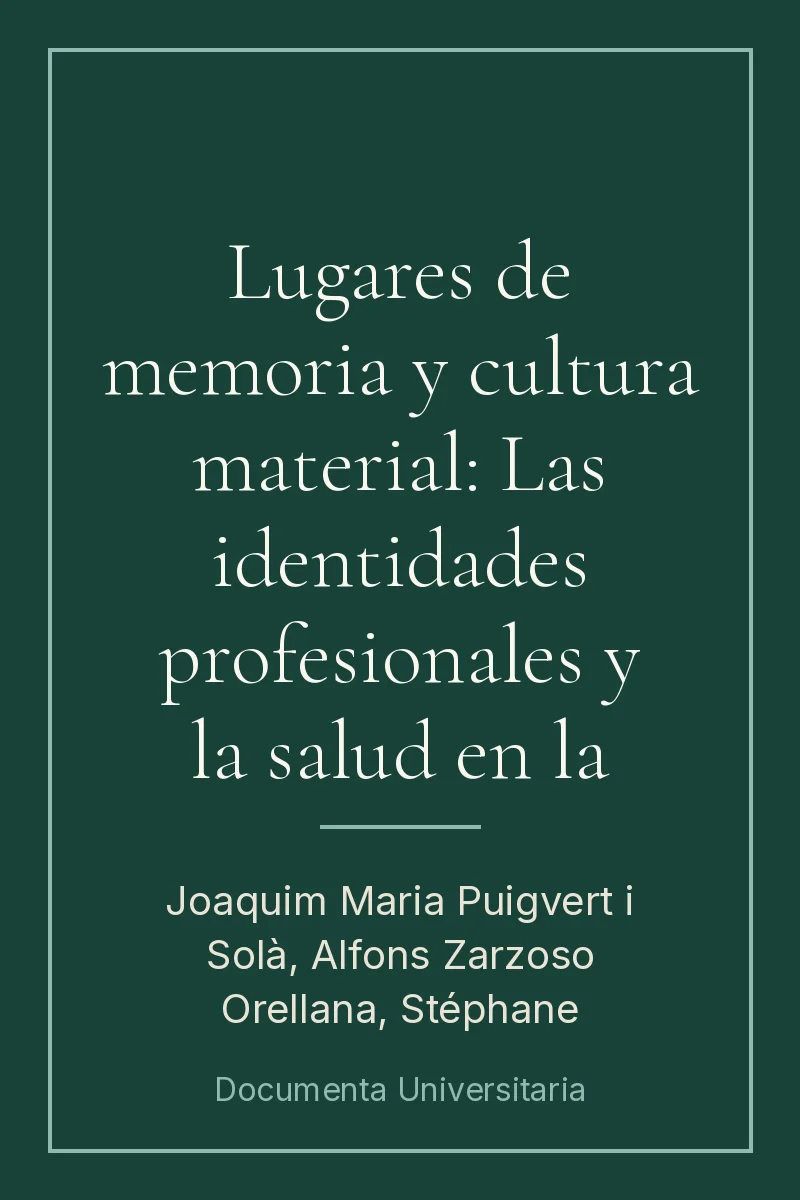 Lugares de
memoria y cultura
material: Las
identidades
profesionales y
la salud en la
Joaquim Maria Puigvert i
Solà, Alfons Zarzoso
Orellana, Stéphane
Documenta Universitaria